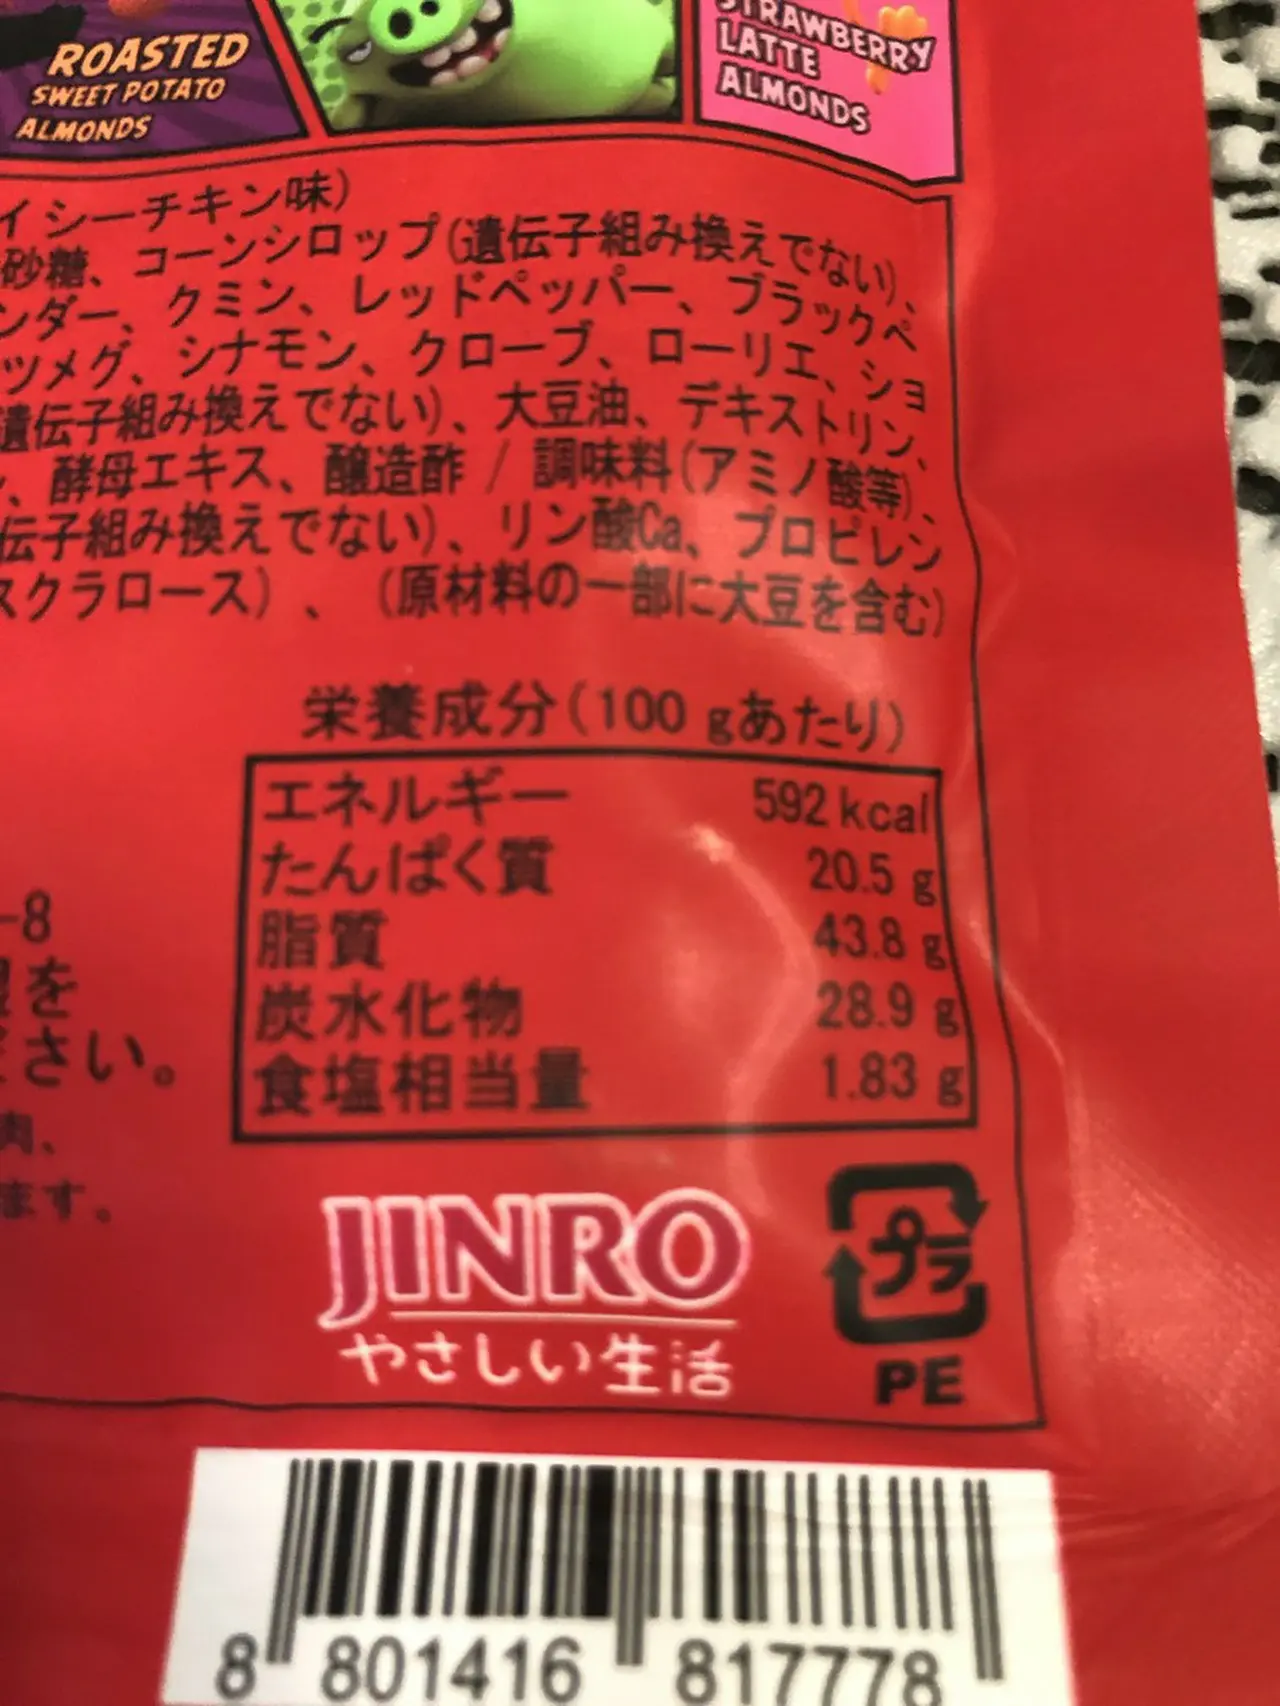 ROASTED
SWEET POTATO
ALMONDS
STRAWBERRY
LATTE
ALMONDS
イシーチキン味）
砂糖、コーンシロップ（遺伝子組み換えでない）、
ンダー、クミン、レッドペッパー、ブラックペ
ツメグ、シナモン、クローブ、ローリエ、ショ
遺伝子組み換えでない）、大豆油、デキストリン、
、酵母エキス、醸造酢 / 調味料（アミノ酸等）、
伝子組み換えでない）、リン酸Ca、プロピレン
スクラロース）、（原材料の一部に大豆を含む）
栄養成分（100 gあたり）
エネルギー 592 kcal
たんぱく質 20.5 g
脂質 43.8 g
炭水化物 28.9 g
食塩相当量 1.83 g
-8
を
さい。
肉、
ます。
JINRO
やさしい生活
プラ
PE
8 801416 817778